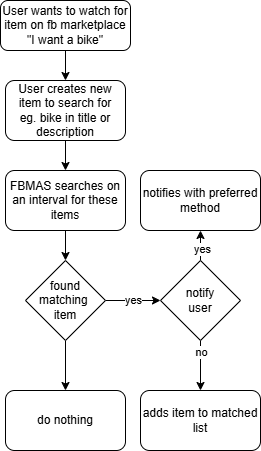 User wants to watch for
item on fb marketplace
"I want a bike"
User creates new
item to search for
eg. bike in title or
description
FBMAS searches on
an interval for these
items
notifies with preferred
method
yes
found
matching
item
yes
notify
user
no
do nothing
adds item to matched
list